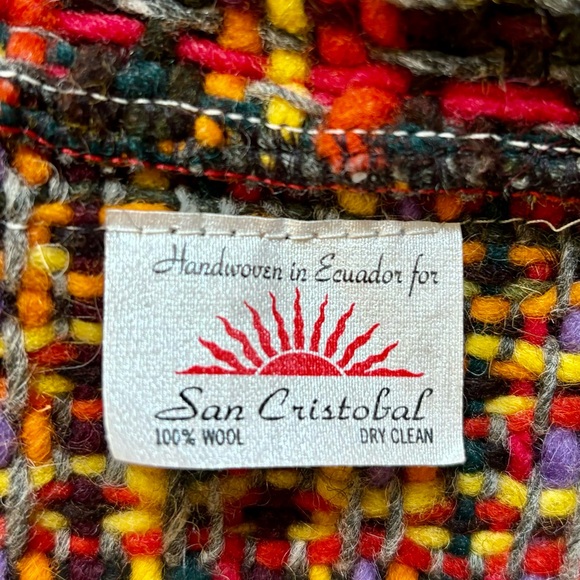 Handwoven in Ecuador for
San Cristobal
100% WOOL DRY CLEAN